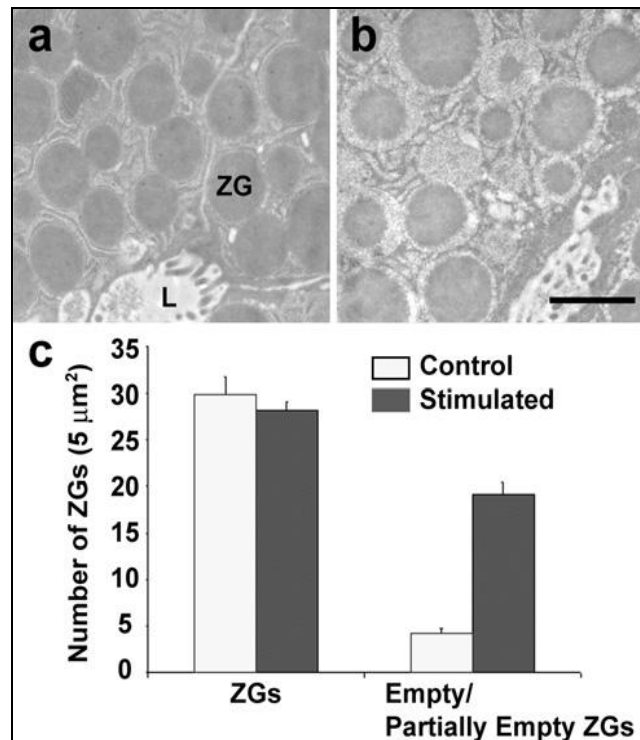 a
b
ZG
L
c
35
30
25
20
15
10
5
0
Number of ZGs (5 μm²)
Control
Stimulated
ZGs
Empty/
Partially Empty ZGs